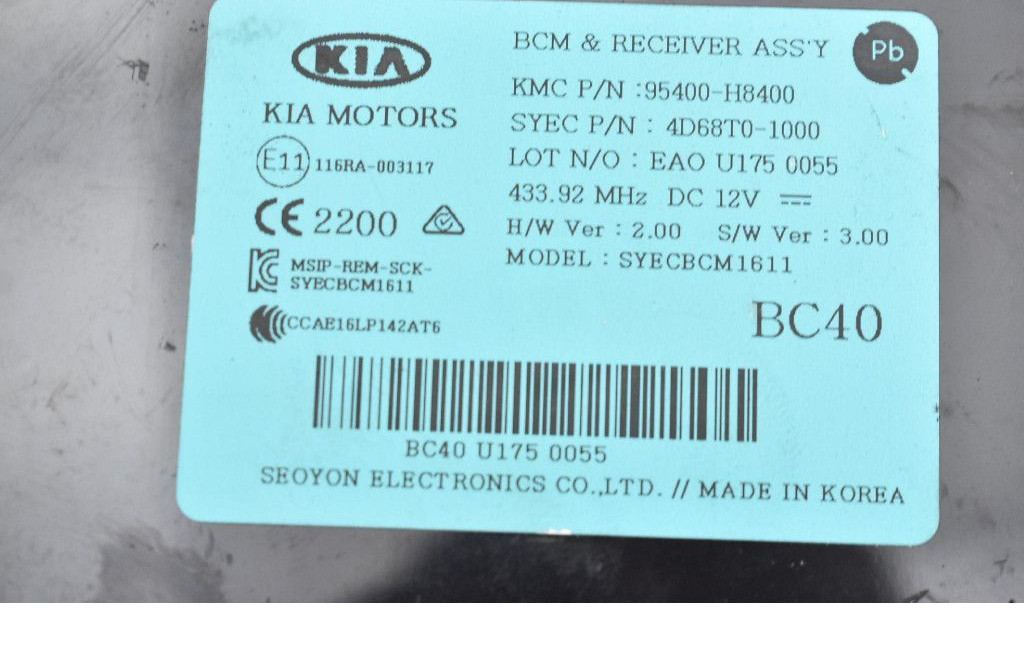 KIA
KIA MOTORS
E11 116RA-003117
CE 2200
MSIP-REM-SCK-
SYECBCM1611
CCAE16LP142AT6
BCM & RECEIVER ASS'Y
Pb
KMC P/N :95400-H8400
SYEC P/N : 4D68T0-1000
LOT N/O : EAO U175 0055
433.92 MHz DC 12V
H/W Ver : 2.00 S/W Ver : 3.00
MODEL : SYECBCM1611
BC40
BC40 U175 0055
SEOYON ELECTRONICS CO.,LTD. // MADE IN KOREA